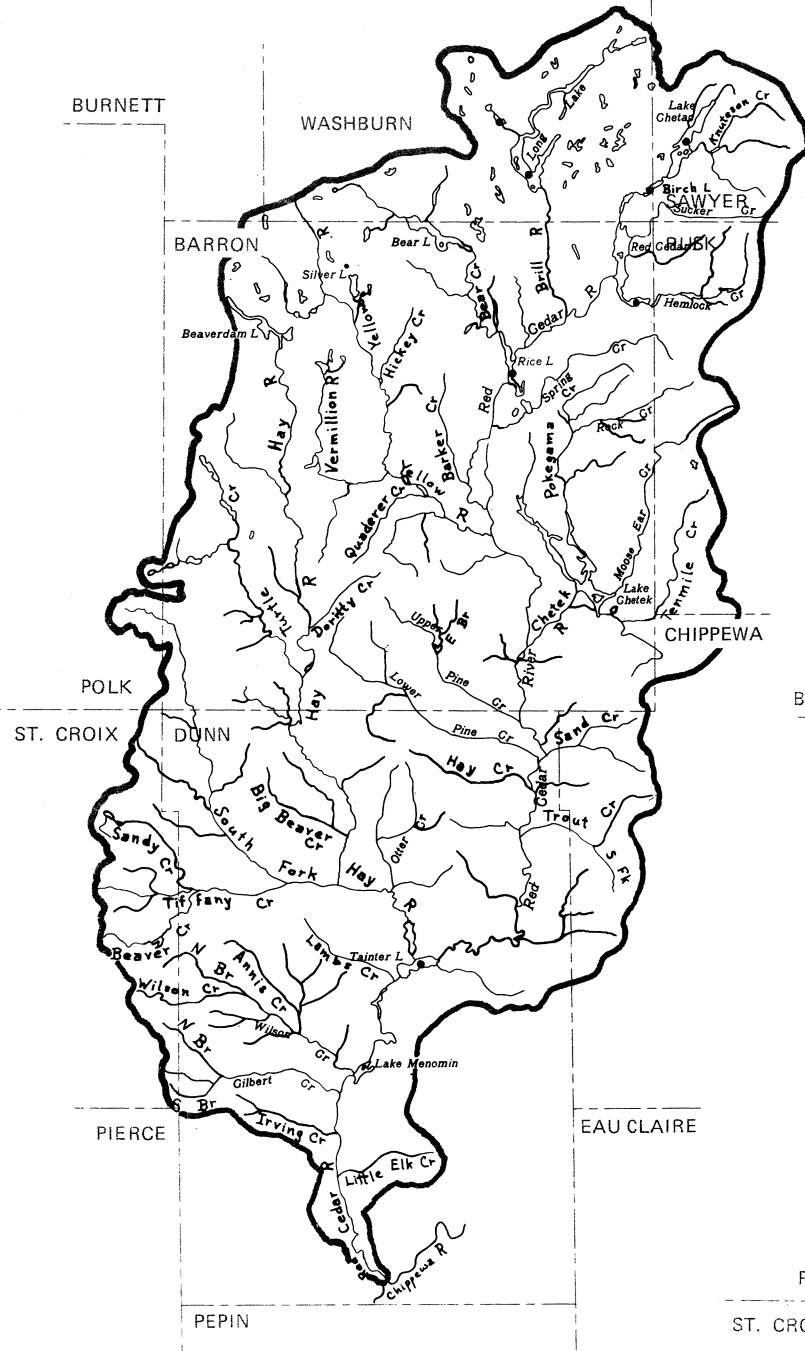 BURNETT
WASHBURN
Lake
Long
Lake
Chetac
Knuteson Cr
Birch L
SAWYER
Sucker Cr
BARRON
R
Bear L
Silver L
Bear Cr
Brill R
Red Cedar
RUSK
Hemlock Cr
Yellow
Hickey Cr
Cedar R
Beaverdam L
Rice L
Spring Cr
Hay R
Vermillion R
Barker Cr
Red
Pokegama Cr
Rock Cr
Cr
Quaderer Cr
Yellow R
Moose Ear Cr
Tenmile Cr
Turtle
R
Doritty Cr
Upper
E Br
Chetek
River
R
Lake
Chetek
CHIPPEWA
POLK
Lower
Pine Cr
Hay
Pine Cr
ST. CROIX
DUNN
Sand Cr
B
Hay Cr
Cedar
Big Beaver
Cr
South Fork
Hay R
Otter Cr
Trout Cr
S Fk
Sandy Cr
Red
Tiffany Cr
Beaver Cr
N Br
Annis Cr
Lambs Cr
Tainter L
Wilson Cr
N Br
Wilson Cr
Lake Menomin
Gilbert Cr
S Br
Irving Cr
PIERCE
EAU CLAIRE
Little Elk Cr
Red Cedar R
Chippewa R
PEPIN
ST. CRO